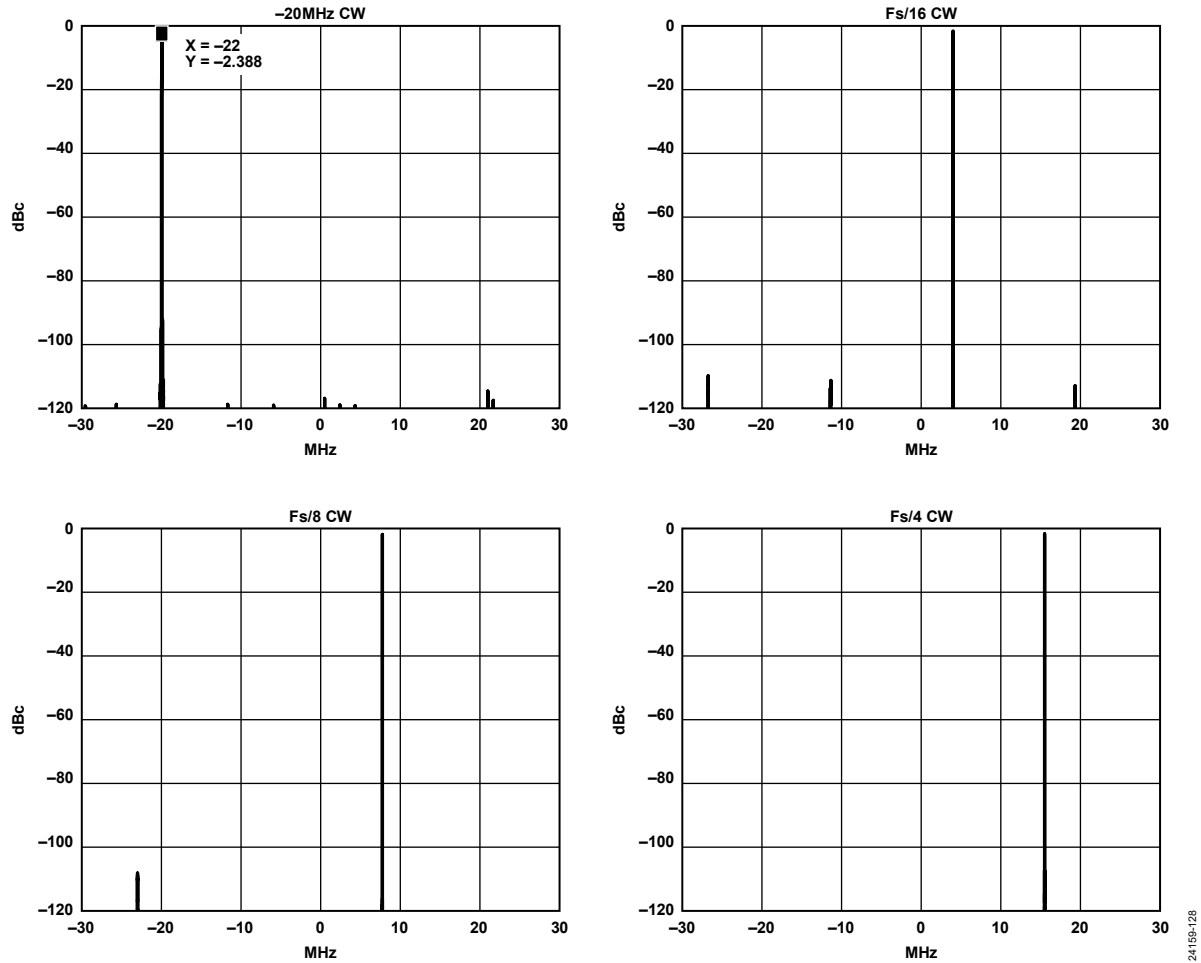 –20MHz CW
X = –22
Y = –2.388
0
–20
–40
–60
–80
–100
–120
dBc
–30 –20 –10 0 10 20 30
MHz
Fs/16 CW
0
–20
–40
–60
–80
–100
–120
dBc
–30 –20 –10 0 10 20 30
MHz
Fs/8 CW
0
–20
–40
–60
–80
–100
–120
dBc
–30 –20 –10 0 10 20 30
MHz
Fs/4 CW
0
–20
–40
–60
–80
–100
–120
dBc
–30 –20 –10 0 10 20 30
MHz
24159-128